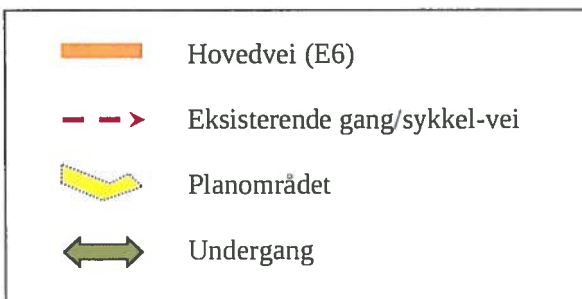 Hovedvei (E6)
Eksisterende gang/sykkel-vei
Planområdet
Undergang